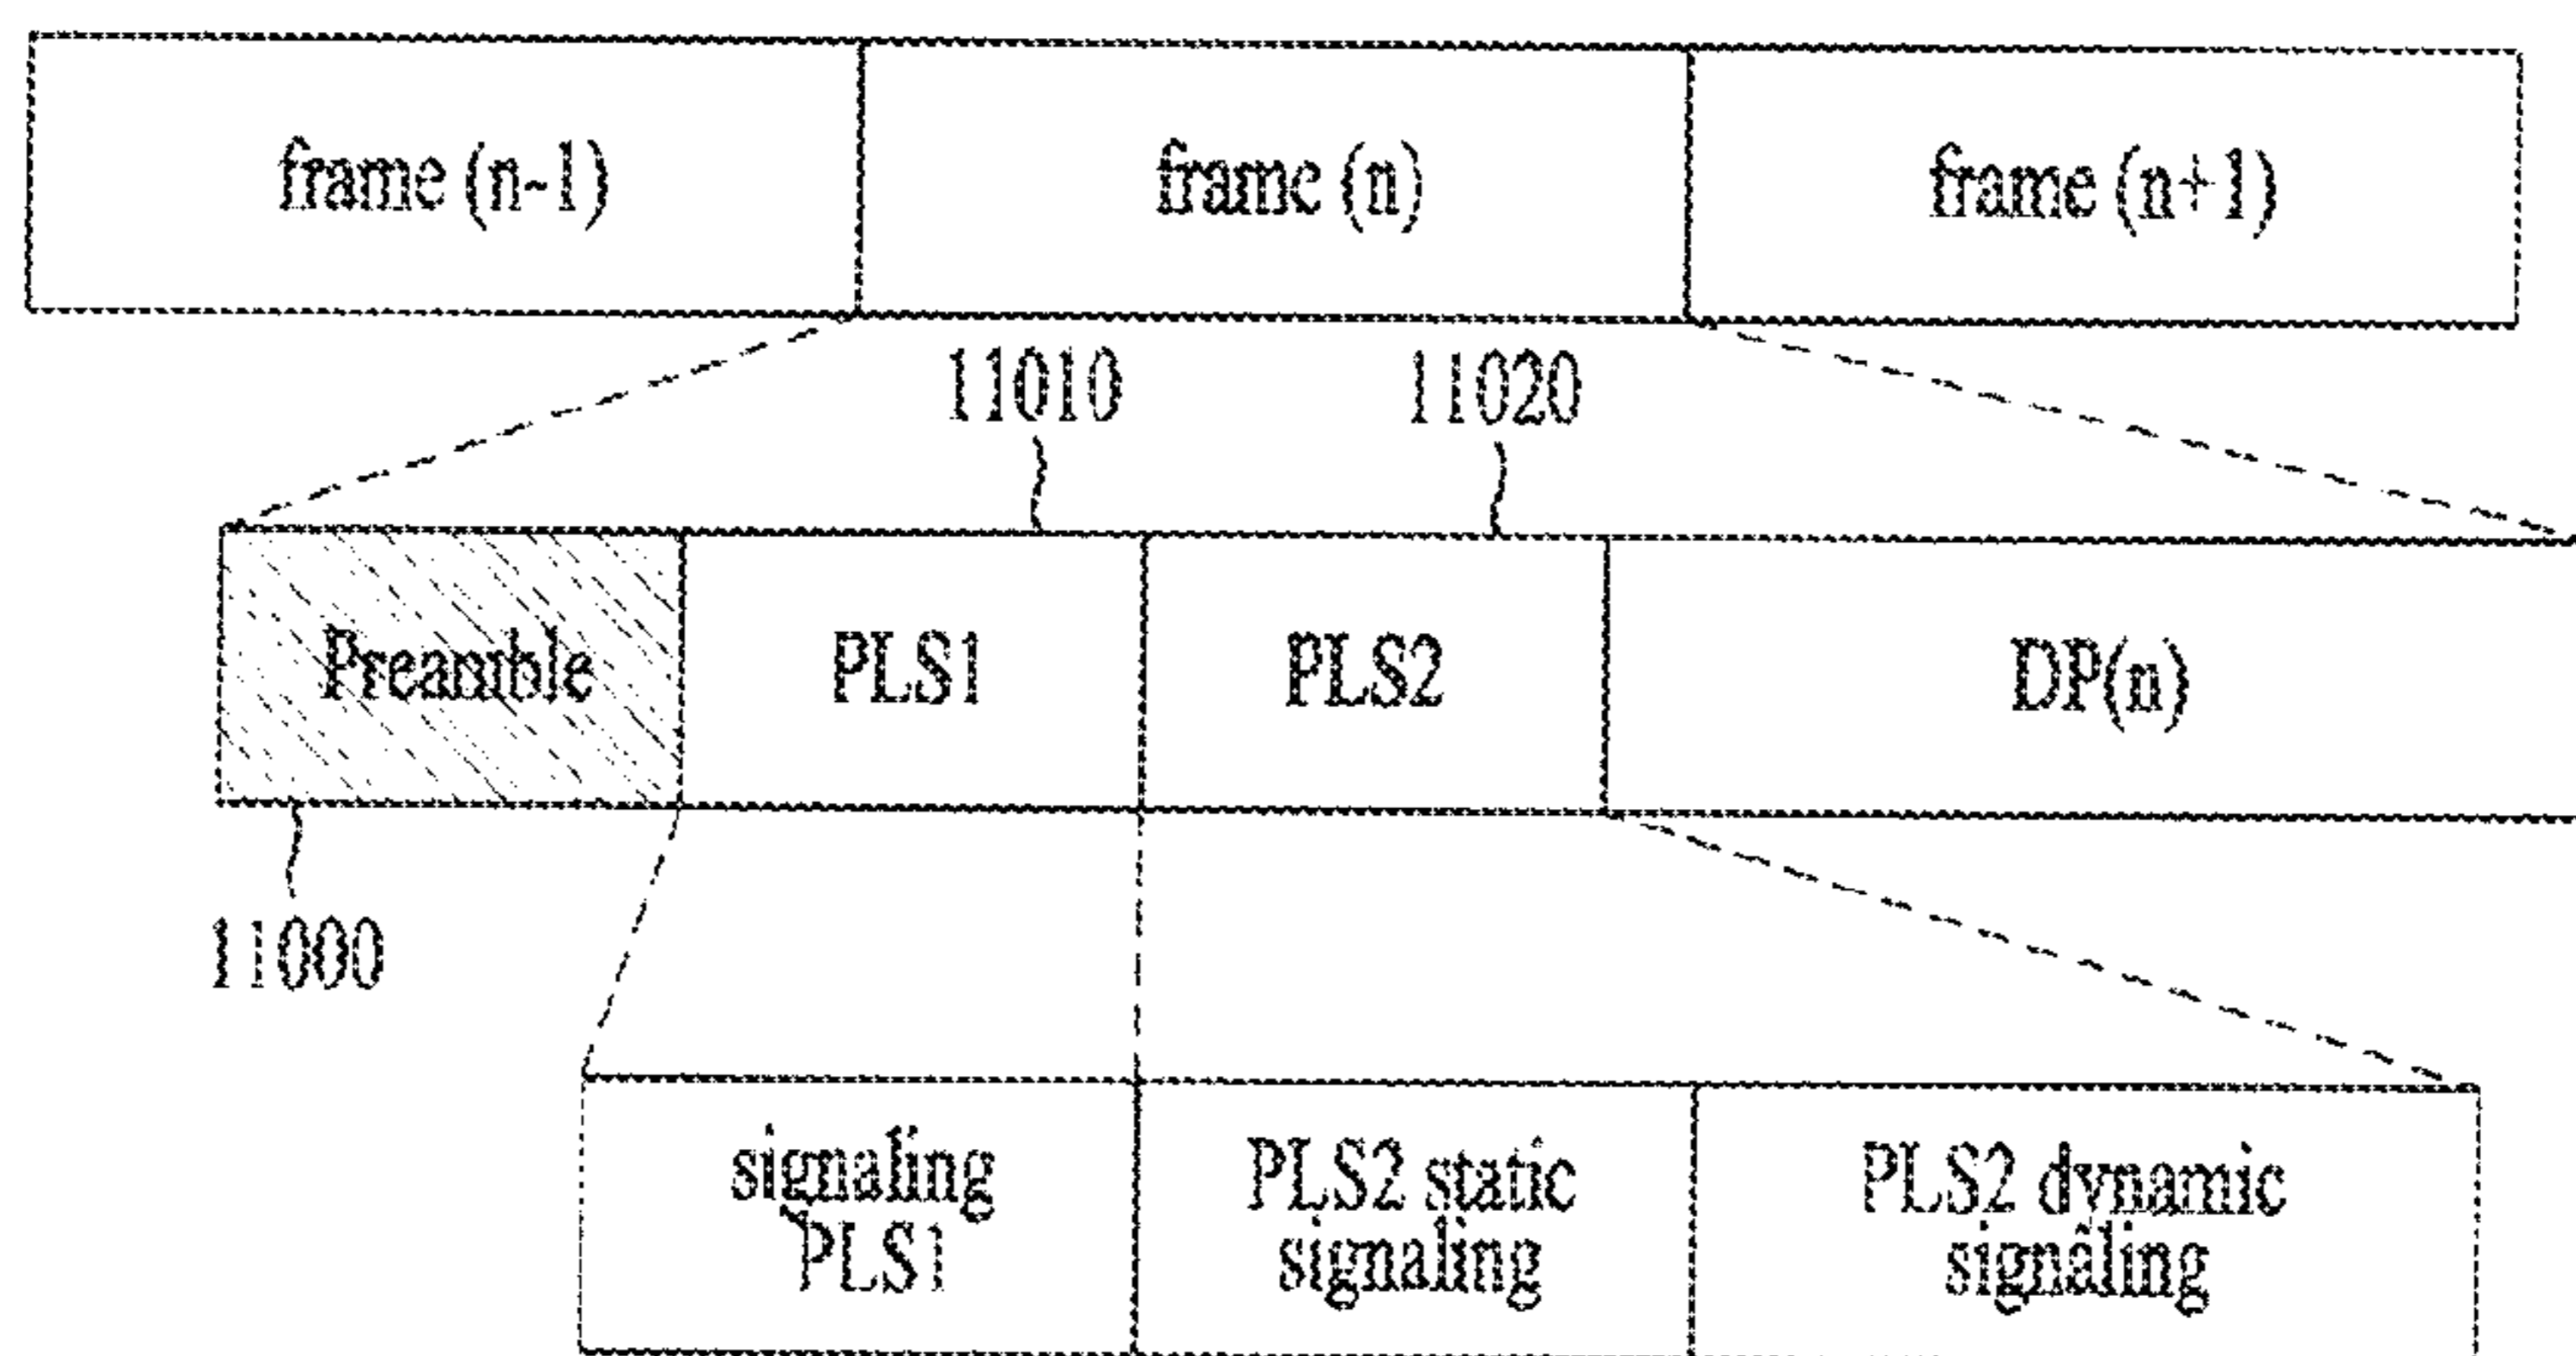 frame (n-1)
frame (n)
frame (n+1)
11010
11020
Preamble
PLS1
PLS2
DP(n)
11000
signaling
PLS1
PLS2 static
signaling
PLS2 dynamic
signaling